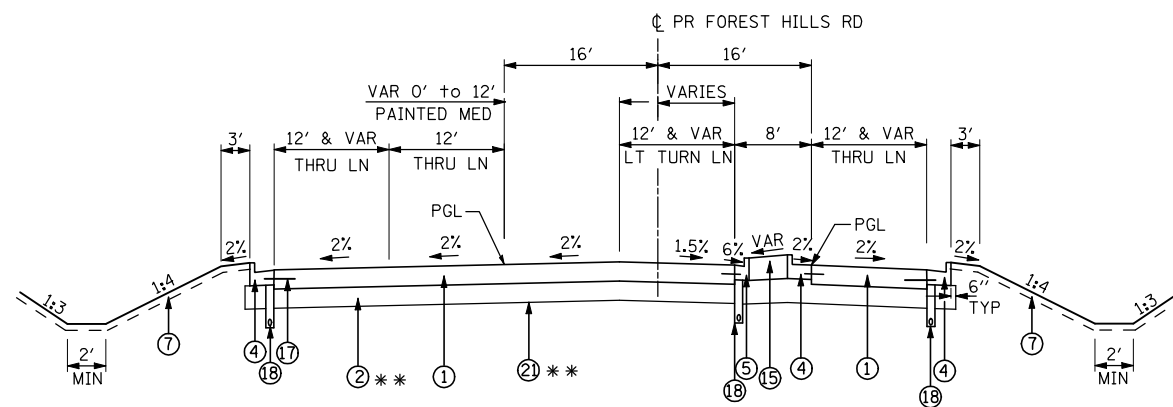 ℄ PR FOREST HILLS RD
16' 16'
VAR 0' to 12' VARIES
PAINTED MED
3' 12' & VAR 12' 12' & VAR 8' 12' & VAR 3'
THRU LN THRU LN LT TURN LN THRU LN
PGL PGL
2% 2% 2% 2% 1.5% 6% VAR 2% 2% 2%
1:3 1:4 1:4 1:3
6"
TYP
2' 2'
MIN MIN
7 4 18 17 2 ** 1 21 ** 18 5 15 4 1 18 4 7